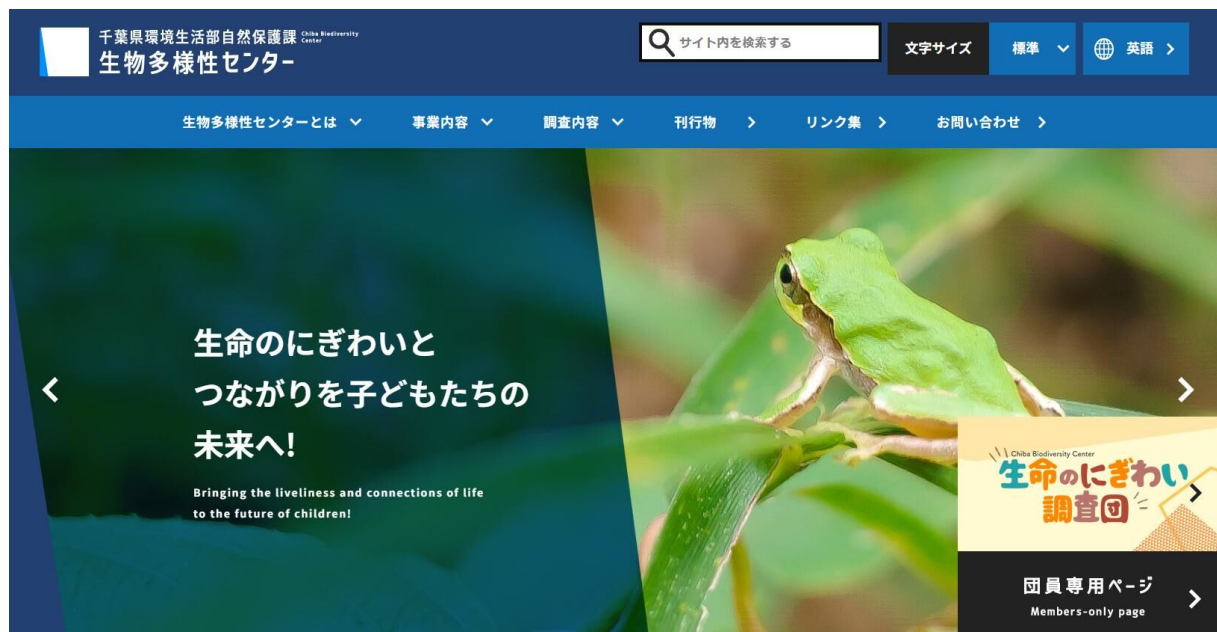 千葉県環境生活部自然保護課 Chiba Biodiversity Center
生物多様性センター
サイト内を検索する
文字サイズ
標準
英語
生物多様性センターとは
事業内容
調査内容
刊行物
リンク集
お問い合わせ
生命のにぎわいと
つながりを子どもたちの
未来へ!
Bringing the liveliness and connections of life
to the future of children!
Chiba Biodiversity Center
生命のにぎわい
調査団
団員専用ページ
Members-only page